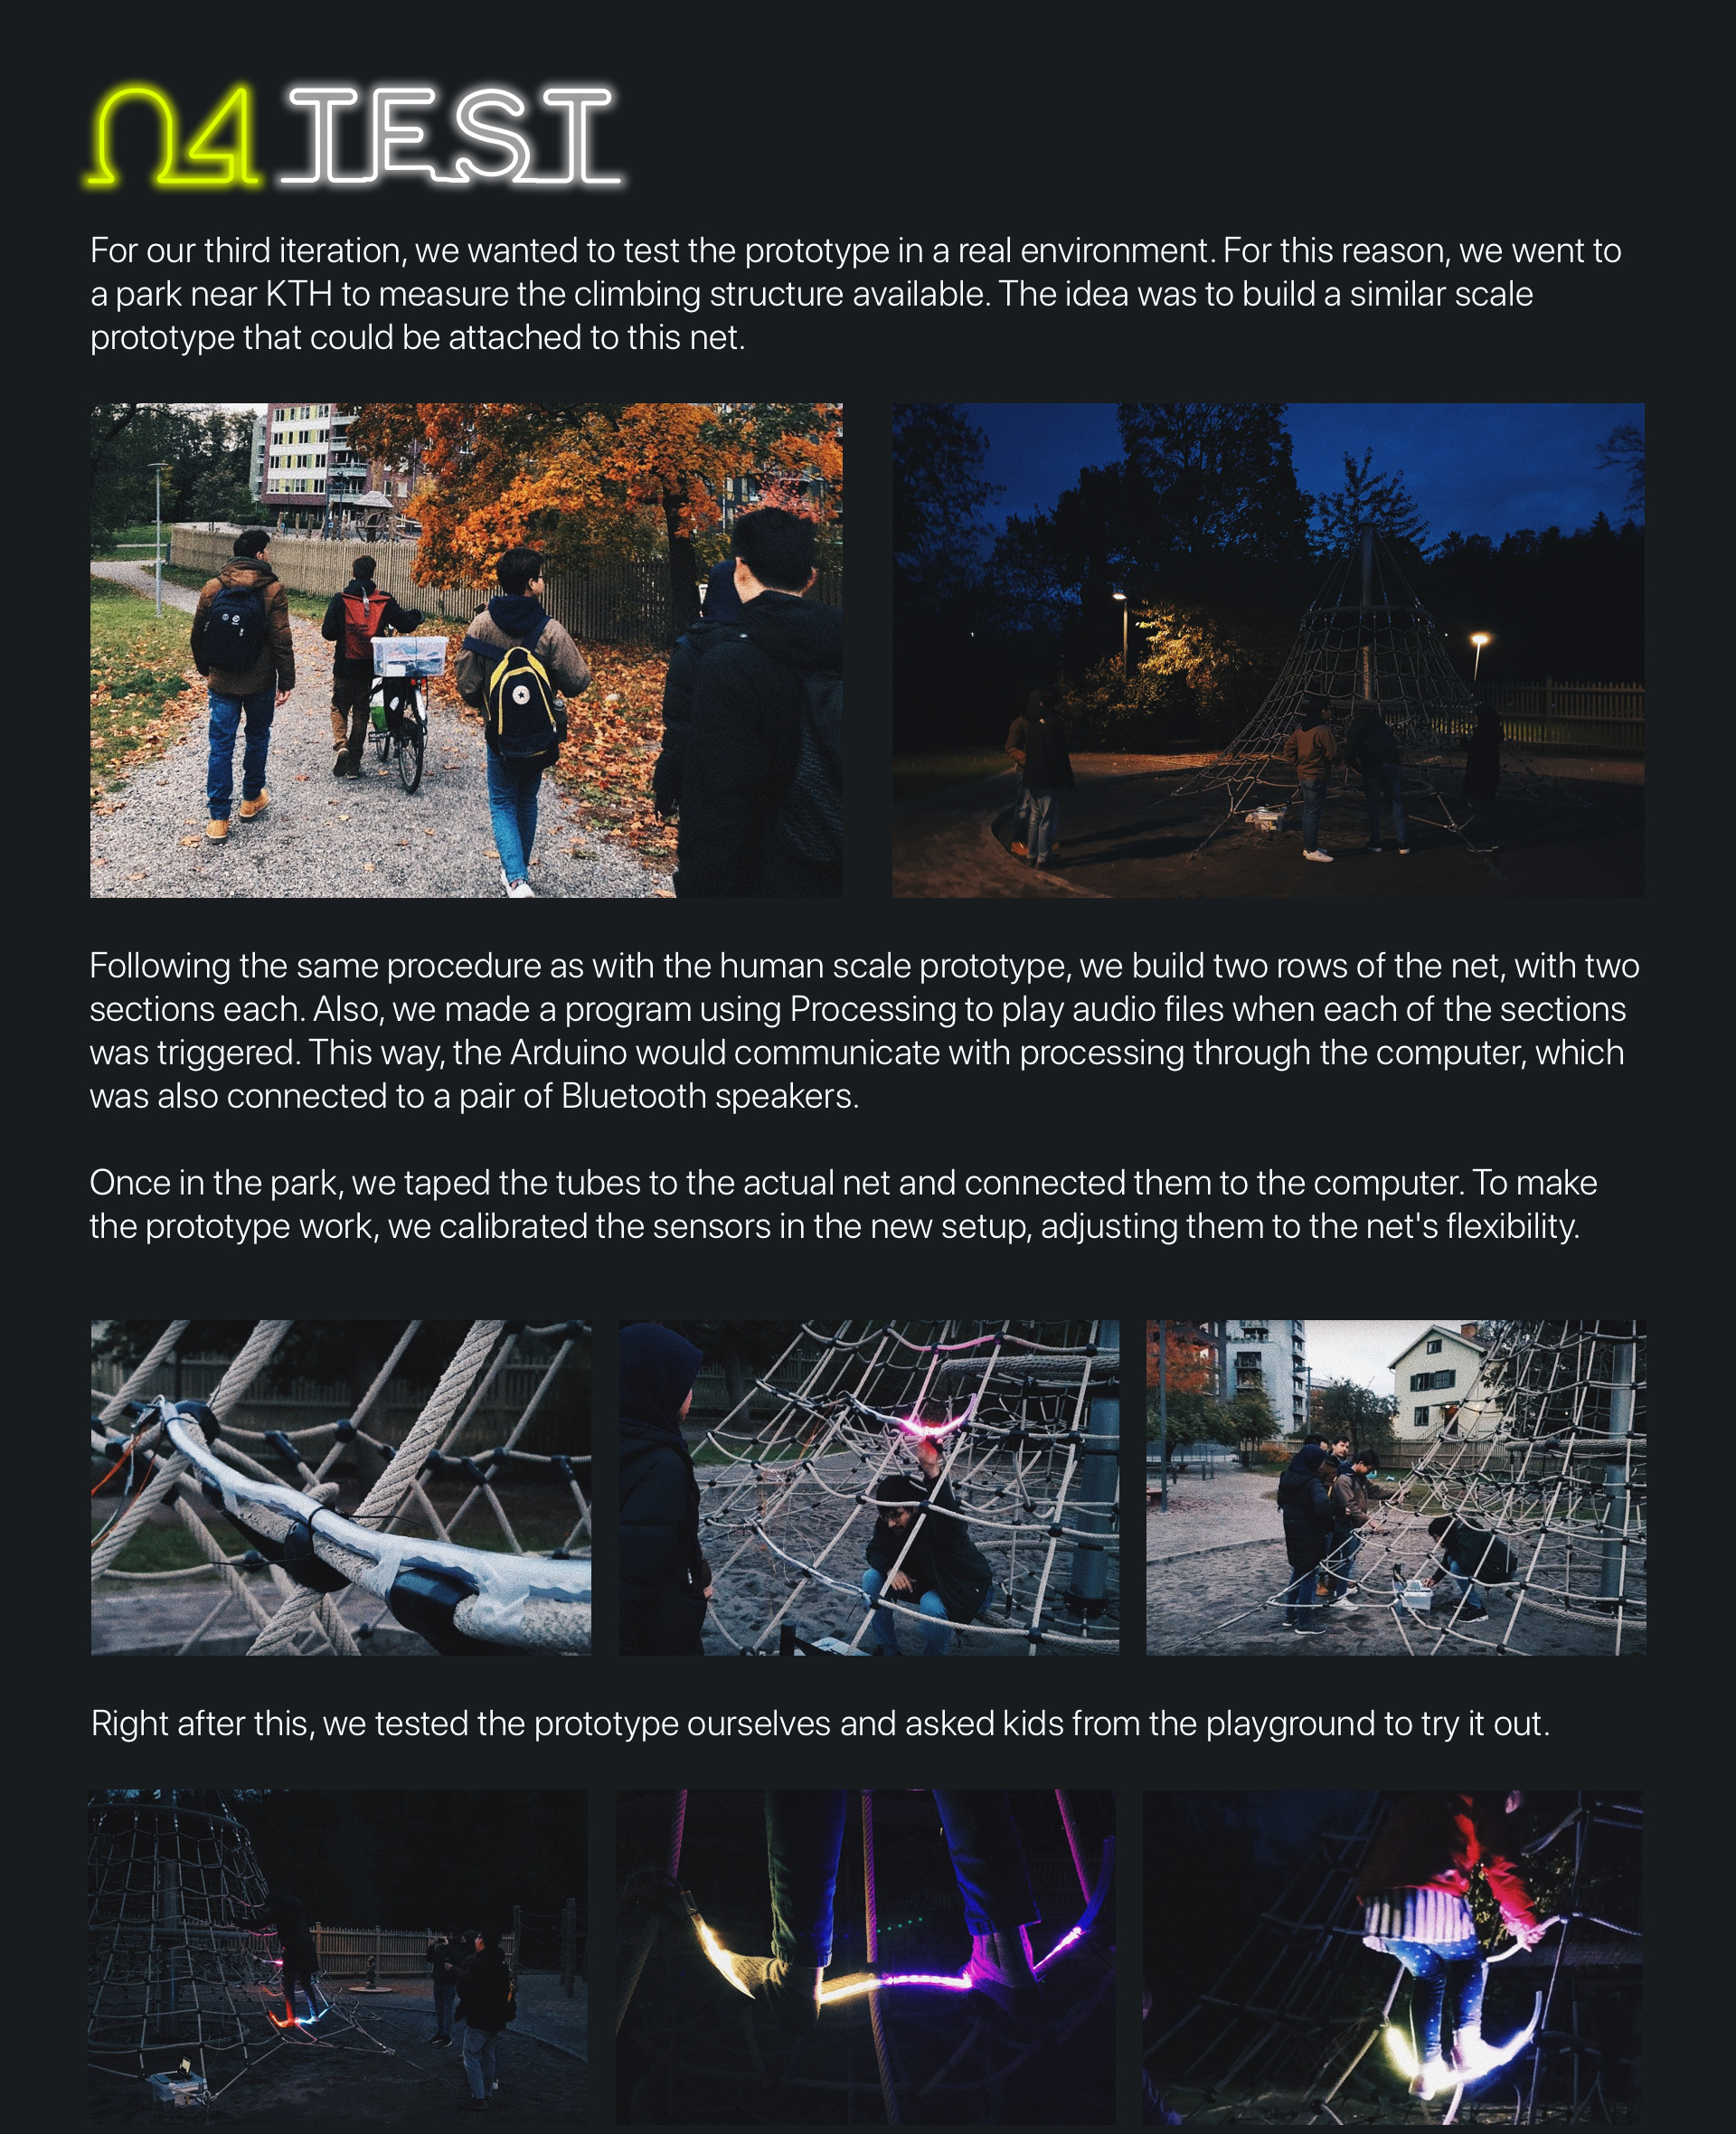 04 TEST
For our third iteration, we wanted to test the prototype in a real environment. For this reason, we went to
a park near KTH to measure the climbing structure available. The idea was to build a similar scale
prototype that could be attached to this net.
Following the same procedure as with the human scale prototype, we build two rows of the net, with two
sections each. Also, we made a program using Processing to play audio files when each of the sections
was triggered. This way, the Arduino would communicate with processing through the computer, which
was also connected to a pair of Bluetooth speakers.
Once in the park, we taped the tubes to the actual net and connected them to the computer. To make
the prototype work, we calibrated the sensors in the new setup, adjusting them to the net's flexibility.
Right after this, we tested the prototype ourselves and asked kids from the playground to try it out.